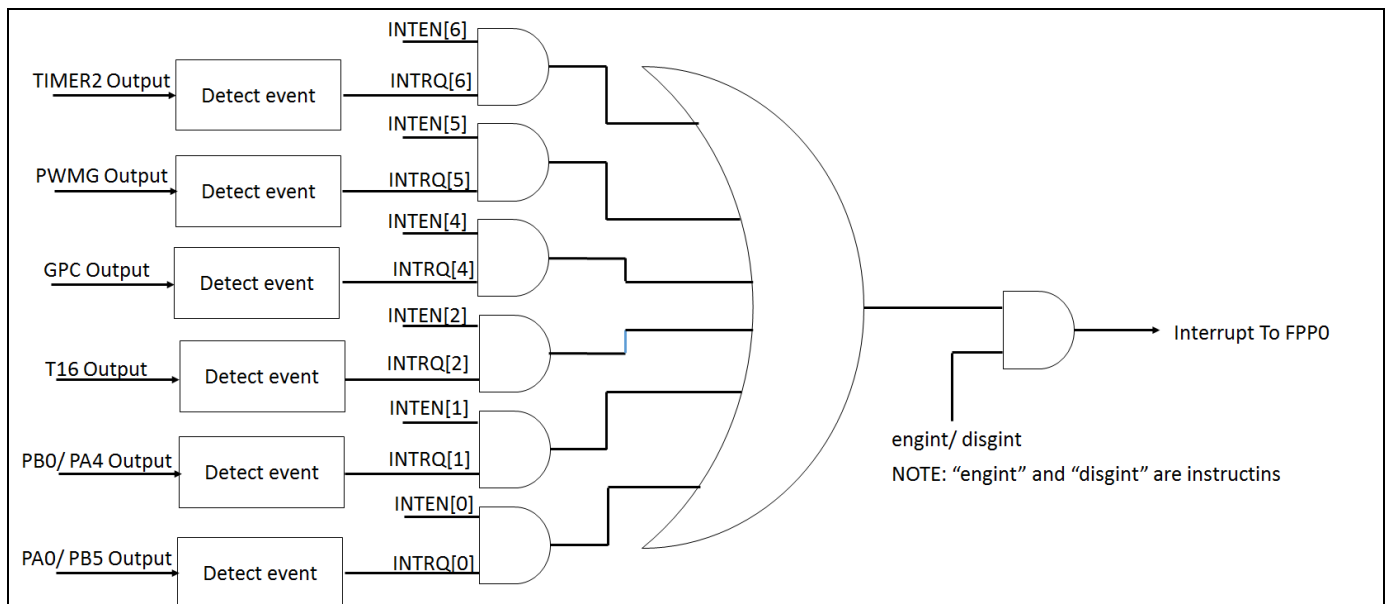 INTEN[6]
TIMER2 Output
Detect event
INTRQ[6]
INTEN[5]
PWMG Output
Detect event
INTRQ[5]
INTEN[4]
GPC Output
Detect event
INTRQ[4]
INTEN[2]
T16 Output
Detect event
INTRQ[2]
Interrupt To FPP0
INTEN[1]
PB0/ PA4 Output
Detect event
INTRQ[1]
engint/ disgint
NOTE: “engint” and “disgint” are instructins
INTEN[0]
PA0/ PB5 Output
Detect event
INTRQ[0]